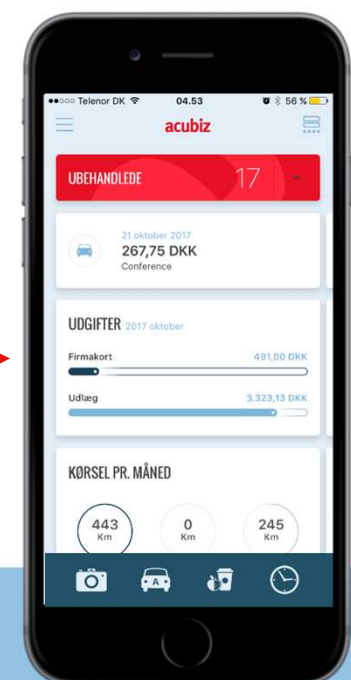 Telenor DK 04.53 56 %
acubiz
UBEHANDLEDE 17
21 oktober 2017
267,75 DKK
Conference
UDGIFTER 2017 oktober
Firmakort 491,00 DKK
Udlæg 3.323,13 DKK
KØRSEL PR. MÅNED
443 0 245
Km Km Km
A